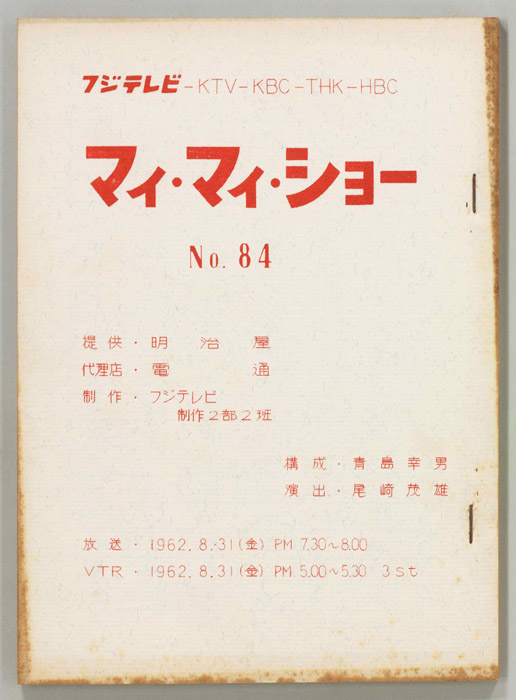 フジテレビ-KTV-KBC-THK-HBC
マイ・マイ・ショー
No. 84
提供・明治屋
代理店・電通
制作・フジテレビ
制作2部2班
構成・青島幸男
演出・尾崎茂雄
放送・1962.8.31(金) PM 7.30~8.00
VTR・1962.8.31(金) PM 5.00~5.30 3st